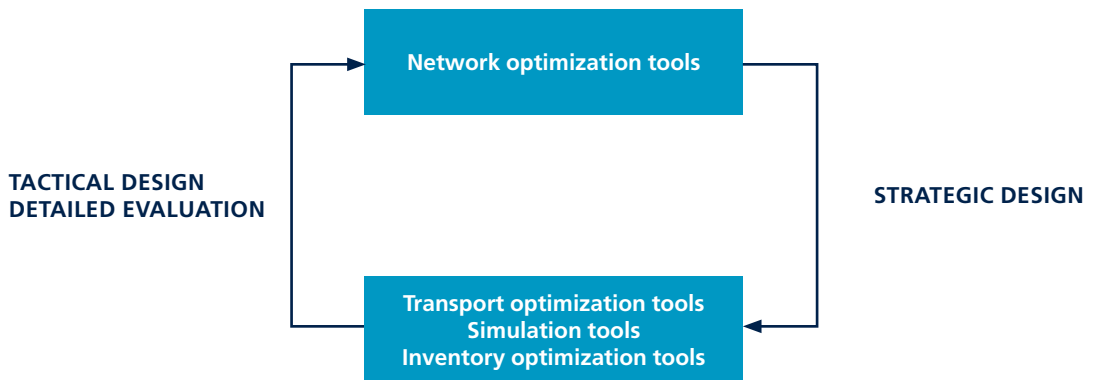 Network optimization tools
TACTICAL DESIGN
DETAILED EVALUATION
STRATEGIC DESIGN
Transport optimization tools
Simulation tools
Inventory optimization tools